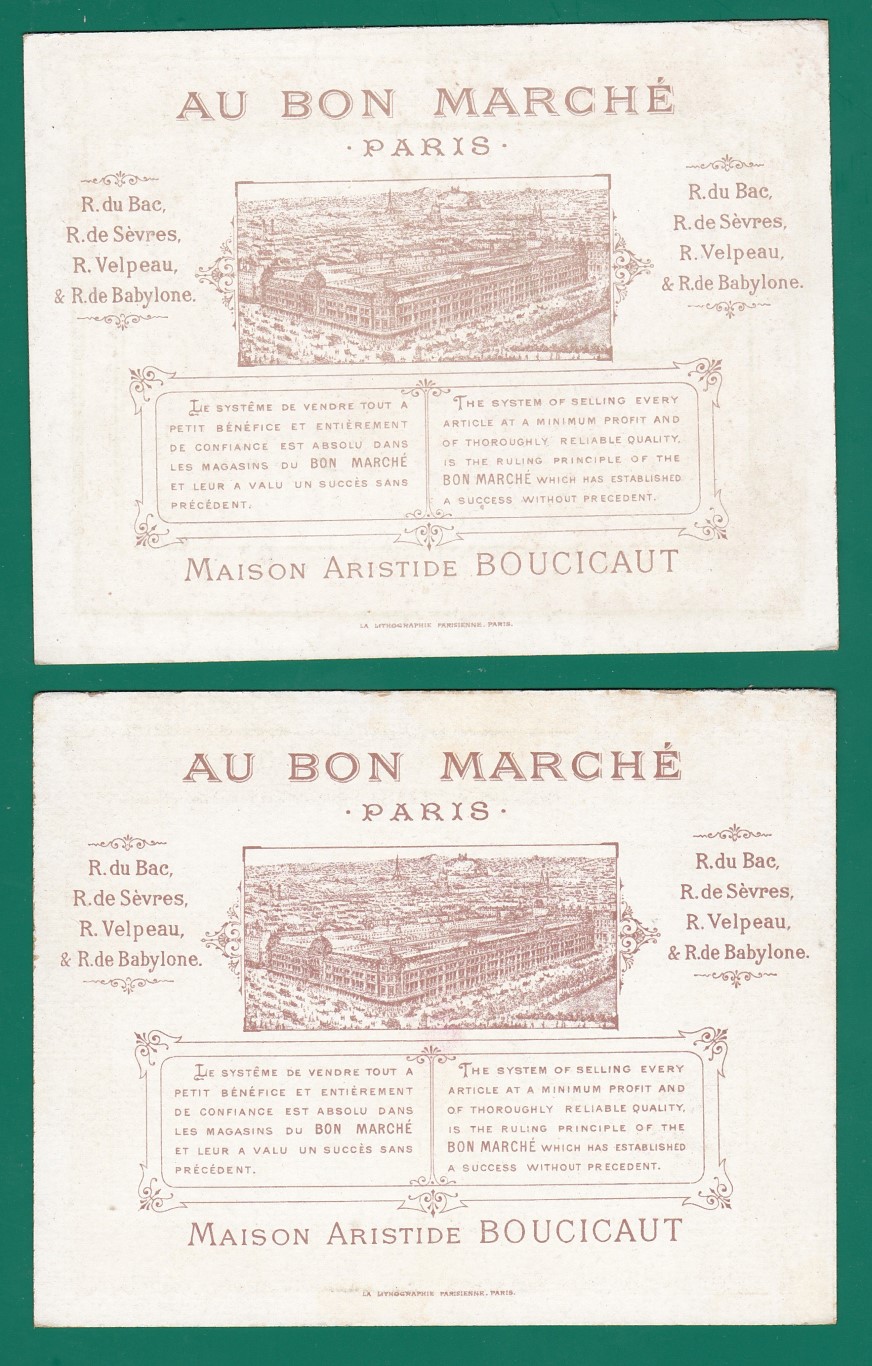 AU BON MARCHÉ
· PARIS ·
R. du Bac,
R. de Sèvres,
R. Velpeau,
& R. de Babylone.
R. du Bac,
R. de Sèvres,
R. Velpeau,
& R. de Babylone.
LE SYSTÊME DE VENDRE TOUT A
PETIT BÉNÉFICE ET ENTIÈREMENT
DE CONFIANCE EST ABSOLU DANS
LES MAGASINS DU BON MARCHÉ
ET LEUR A VALU UN SUCCÈS SANS
PRÉCÉDENT.
THE SYSTEM OF SELLING EVERY
ARTICLE AT A MINIMUM PROFIT AND
OF THOROUGHLY RELIABLE QUALITY,
IS THE RULING PRINCIPLE OF THE
BON MARCHÉ WHICH HAS ESTABLISHED
A SUCCESS WITHOUT PRECEDENT.
MAISON ARISTIDE BOUCICAUT
LA LITHOGRAPHIE PARISIENNE, PARIS.
AU BON MARCHÉ
· PARIS ·
R. du Bac,
R. de Sèvres,
R. Velpeau,
& R. de Babylone.
R. du Bac,
R. de Sèvres,
R. Velpeau,
& R. de Babylone.
LE SYSTÊME DE VENDRE TOUT A
PETIT BÉNÉFICE ET ENTIÈREMENT
DE CONFIANCE EST ABSOLU DANS
LES MAGASINS DU BON MARCHÉ
ET LEUR A VALU UN SUCCÈS SANS
PRÉCÉDENT.
THE SYSTEM OF SELLING EVERY
ARTICLE AT A MINIMUM PROFIT AND
OF THOROUGHLY RELIABLE QUALITY,
IS THE RULING PRINCIPLE OF THE
BON MARCHÉ WHICH HAS ESTABLISHED
A SUCCESS WITHOUT PRECEDENT.
MAISON ARISTIDE BOUCICAUT
LA LITHOGRAPHIE PARISIENNE, PARIS.